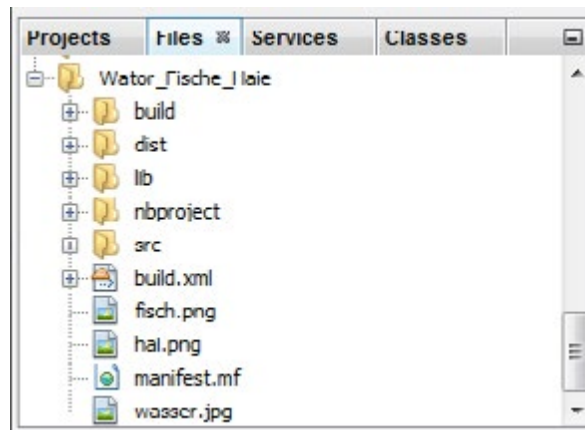 Projects Files Services Classes
Wator_Fische_Haie
build
dist
lib
nbproject
src
build.xml
fisch.png
hai.png
manifest.mf
wasser.jpg